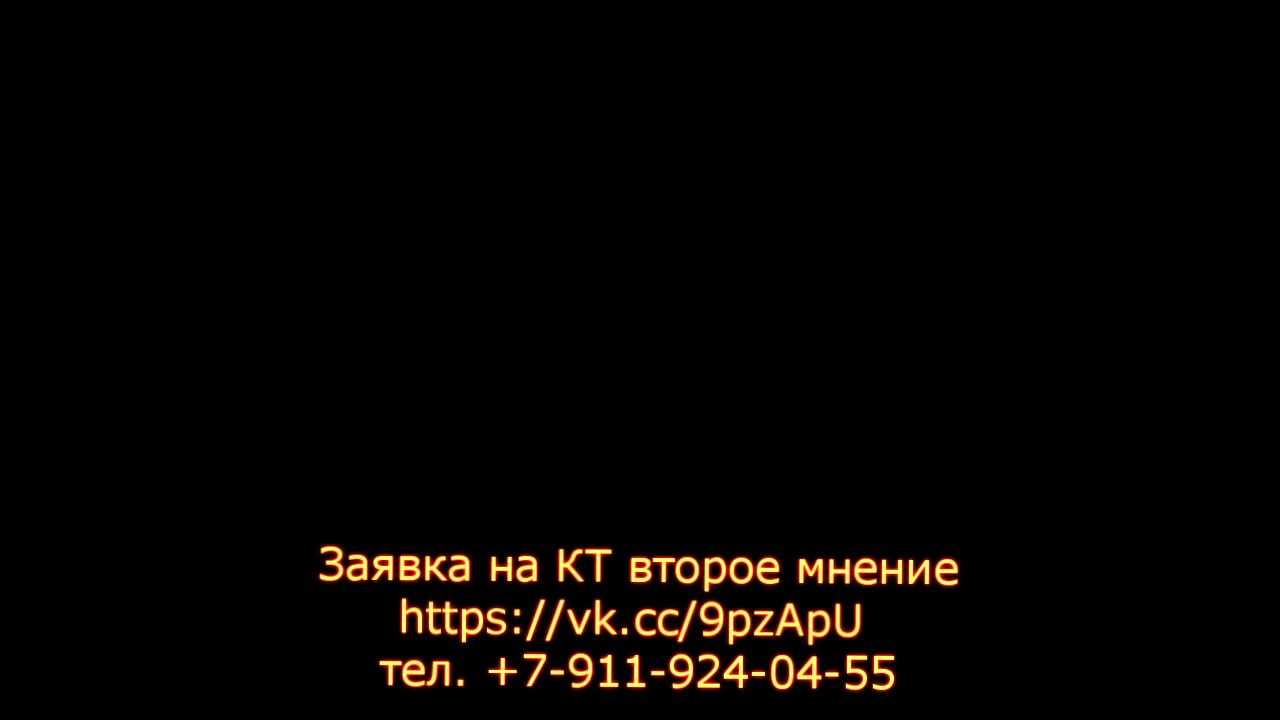 Заявка на КТ второе мнение
https://vk.cc/9pzApU
тел. +7-911-924-04-55